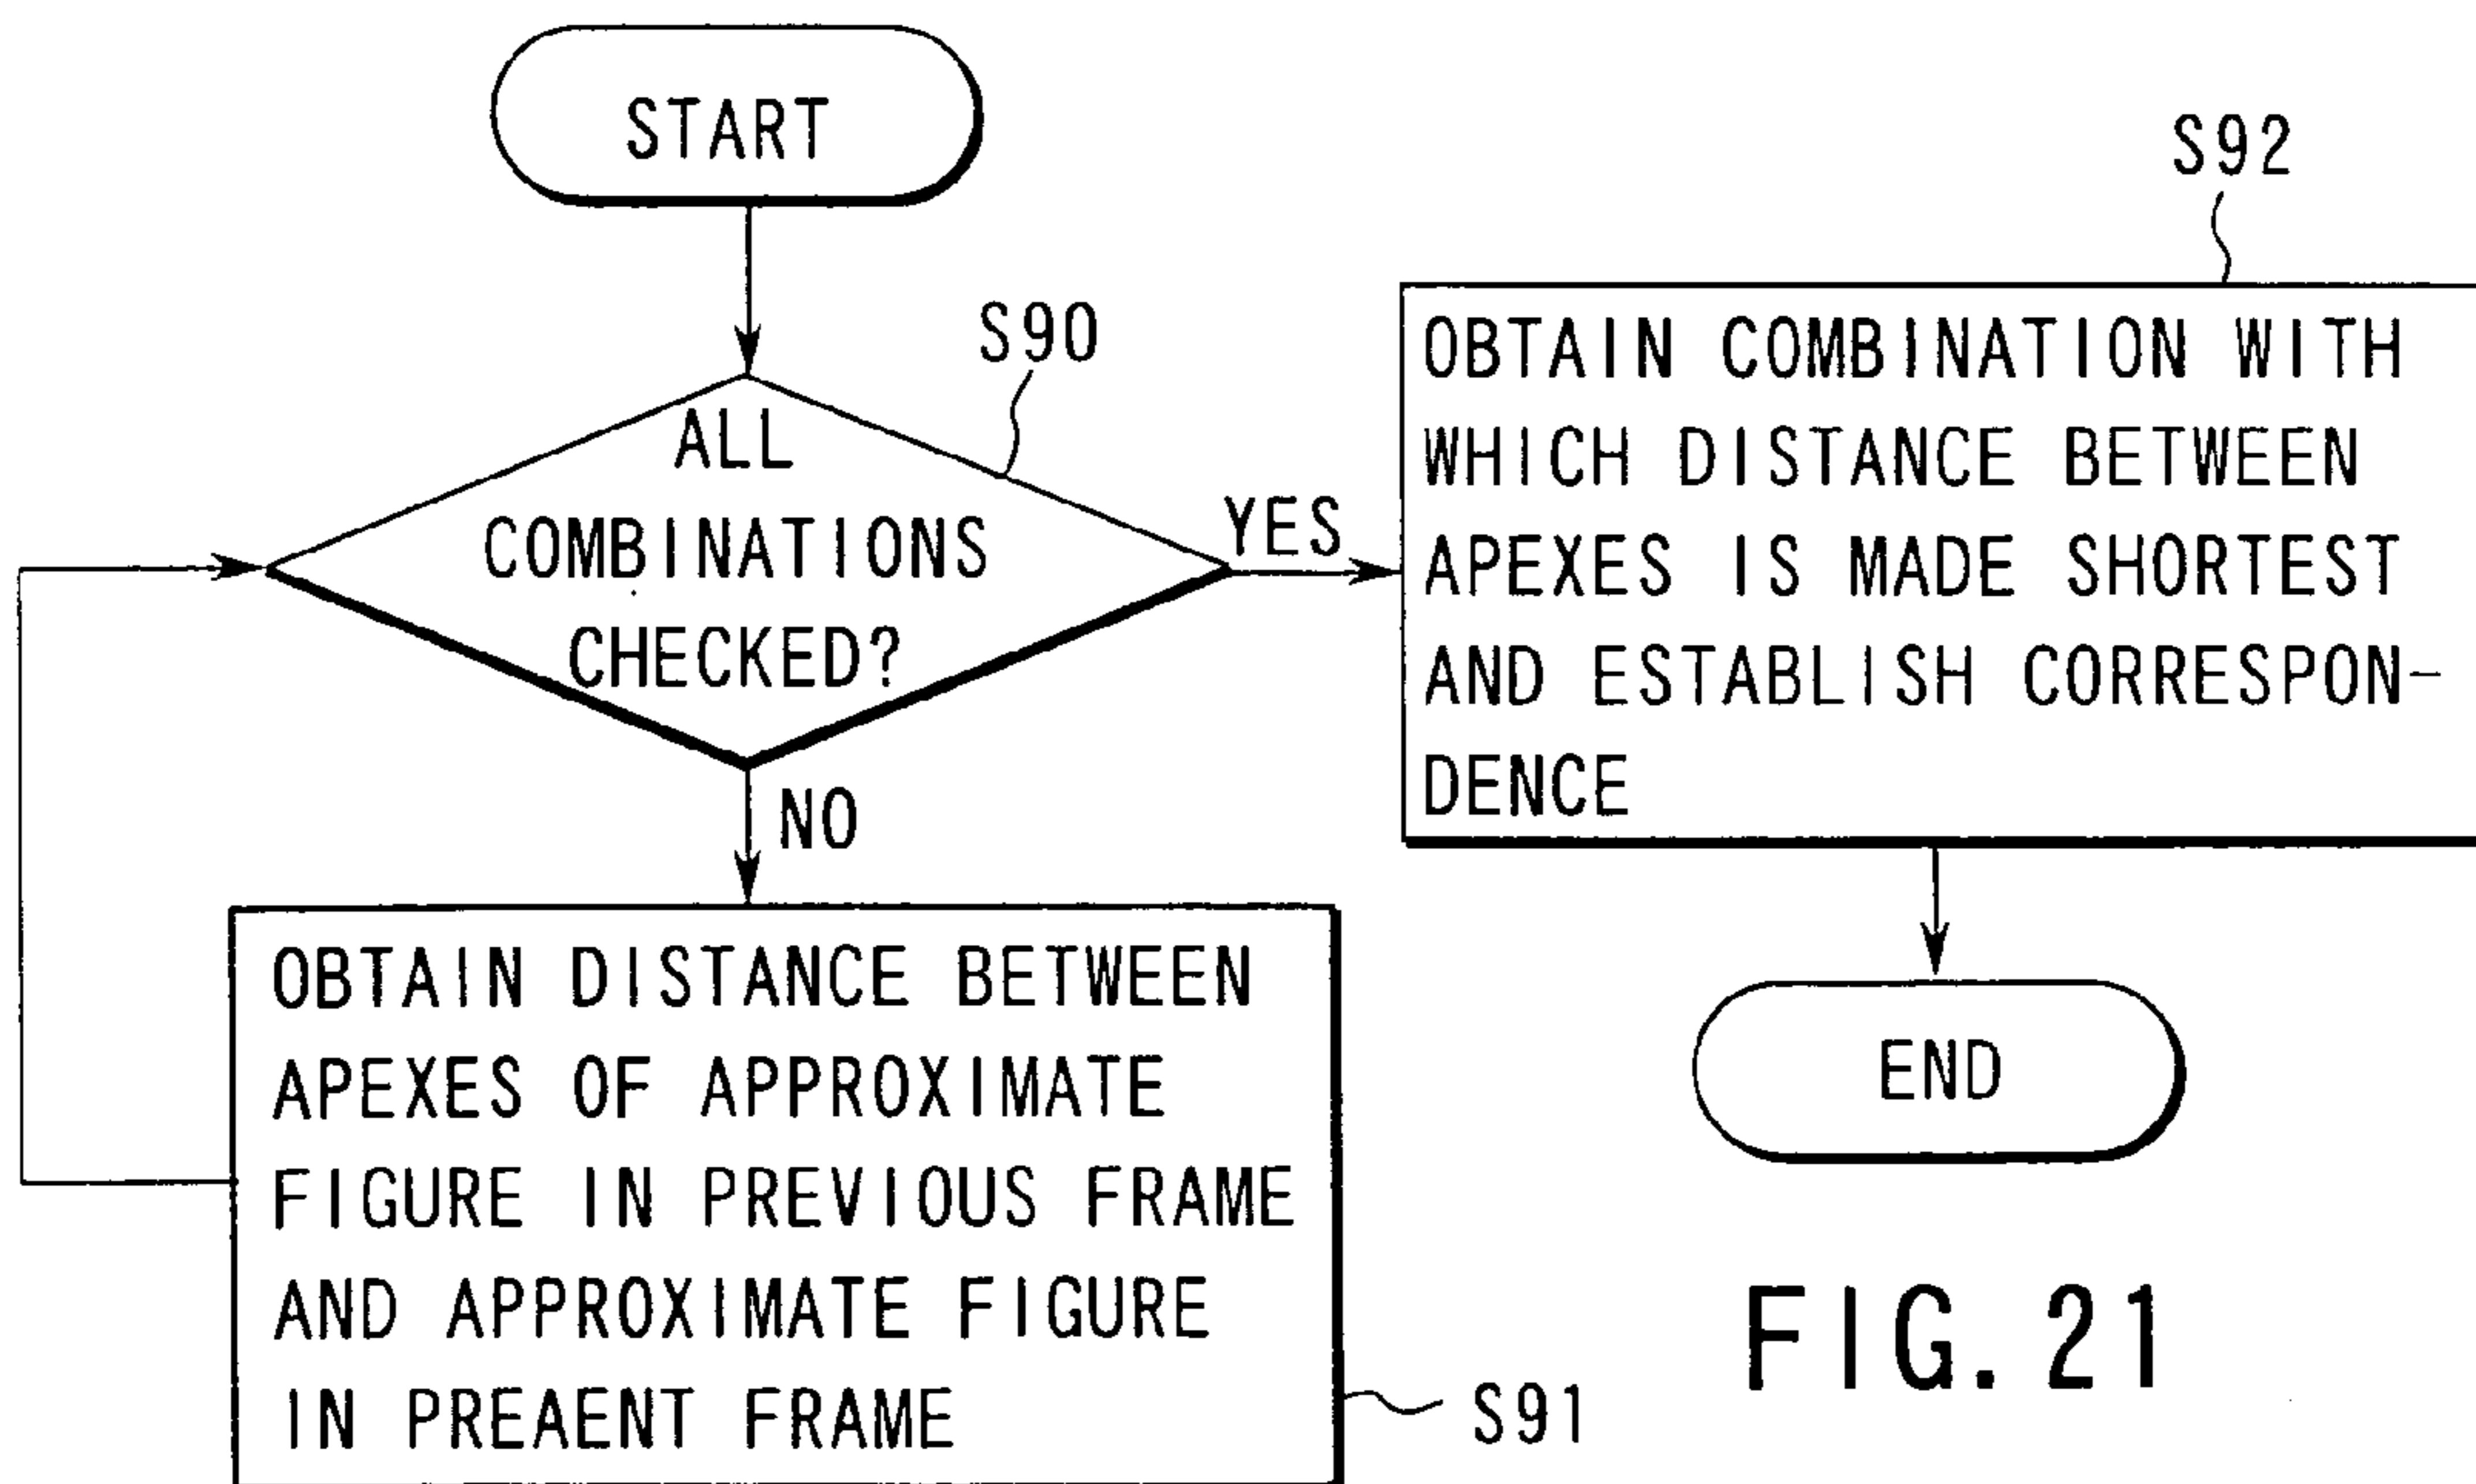 START
S90
ALL
COMBINATIONS
CHECKED?
YES
NO
S92
OBTAIN COMBINATION WITH
WHICH DISTANCE BETWEEN
APEXES IS MADE SHORTEST
AND ESTABLISH CORRESPON-
DENCE
OBTAIN DISTANCE BETWEEN
APEXES OF APPROXIMATE
FIGURE IN PREVIOUS FRAME
AND APPROXIMATE FIGURE
IN PREAENT FRAME
S91
END
FIG. 21